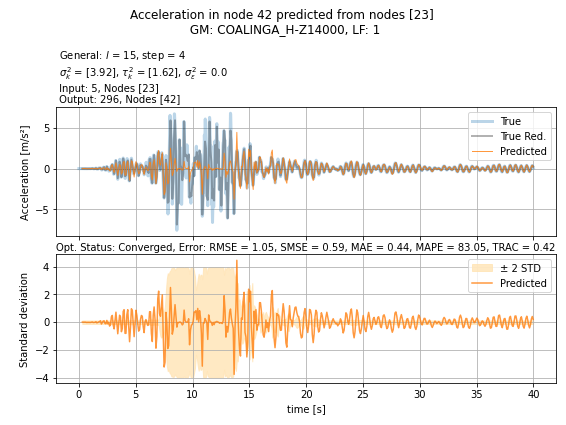 Acceleration in node 42 predicted from nodes [23]
GM: COALINGA_H-Z14000, LF: 1
General: l = 15, step = 4
σ²ₖ = [3.92], τ²ₖ = [1.62], σ²ε = 0.0
Input: 5, Nodes [23]
Output: 296, Nodes [42]
Acceleration [m/s²]
5
0
−5
True
True Red.
Predicted
Opt. Status: Converged, Error: RMSE = 1.05, SMSE = 0.59, MAE = 0.44, MAPE = 83.05, TRAC = 0.42
Standard deviation
4
2
0
−2
−4
± 2 STD
Predicted
0 5 10 15 20 25 30 35 40
time [s]